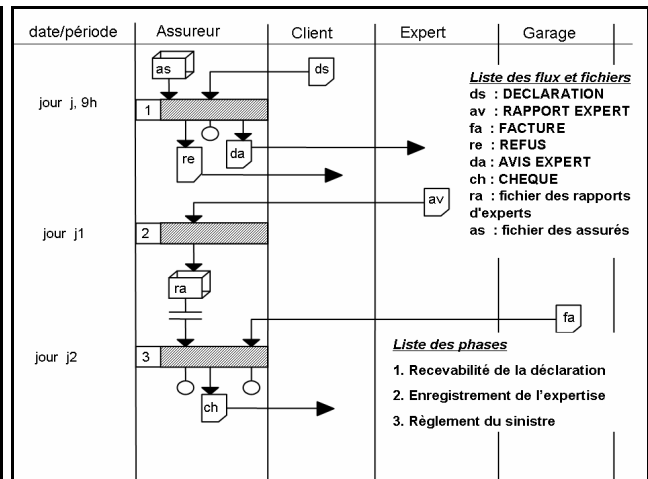 date/période Assureur Client Expert Garage
as
ds
jour j, 9h
1
re
da
av
jour j1
2
ra
fa
jour j2
3
ch
Liste des flux et fichiers
ds : DECLARATION
av : RAPPORT EXPERT
fa : FACTURE
re : REFUS
da : AVIS EXPERT
ch : CHEQUE
ra : fichier des rapports
d'experts
as : fichier des assurés
Liste des phases
1. Recevabilité de la déclaration
2. Enregistrement de l'expertise
3. Règlement du sinistre